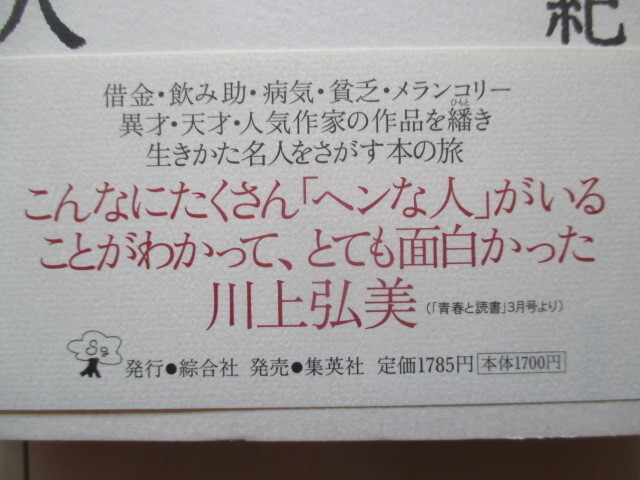 人
紀
借金・飲み助・病気・貧乏・メランコリー
異才・天才・人気作家の作品を繙き
ひもと
生きかた名人をさがす本の旅
こんなにたくさん「ヘンな人」がいる
ことがわかって、とても面白かった
川上弘美(「青春と読書」3月号より)
発行●綜合社 発売●集英社 定価1785円 本体1700円